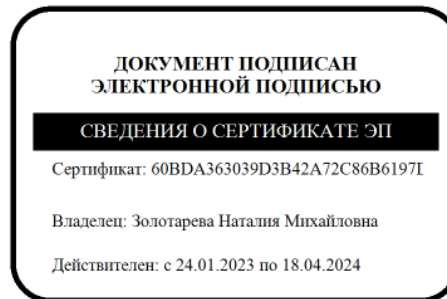 ДОКУМЕНТ ПОДПИСАН
ЭЛЕКТРОННОЙ ПОДПИСЬЮ
СВЕДЕНИЯ О СЕРТИФИКАТЕ ЭП
Сертификат: 60BDA363039D3B42A72C86B6197
Владелец: Золотарева Наталия Михайловна
Действителен: с 24.01.2023 по 18.04.2024